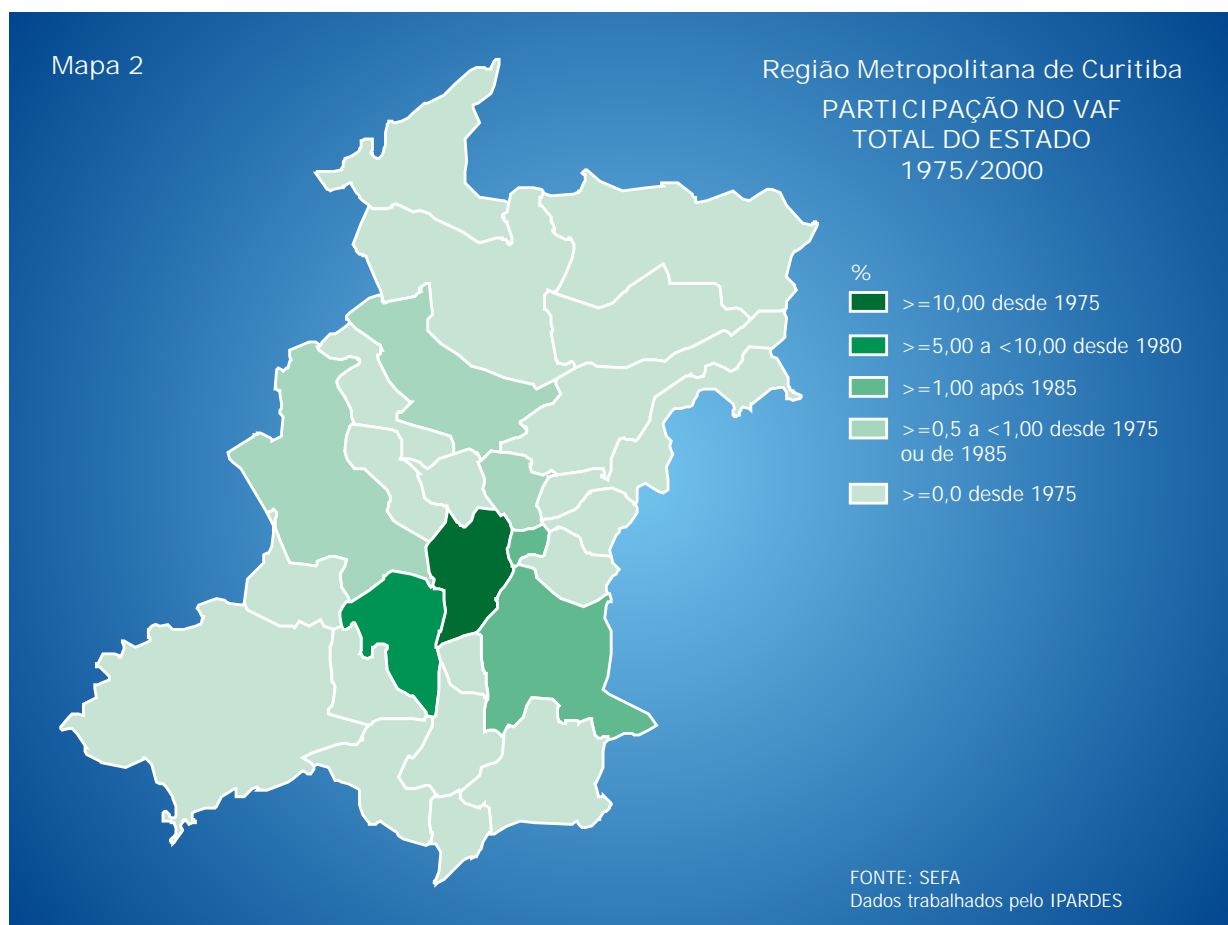 Mapa 2
Região Metropolitana de Curitiba
PARTICIPAÇÃO NO VAF
TOTAL DO ESTADO
1975/2000
%
>=10,00 desde 1975
>=5,00 a <10,00 desde 1980
>=1,00 após 1985
>=0,5 a <1,00 desde 1975
ou de 1985
>=0,0 desde 1975
FONTE: SEFA
Dados trabalhados pelo IPARDES